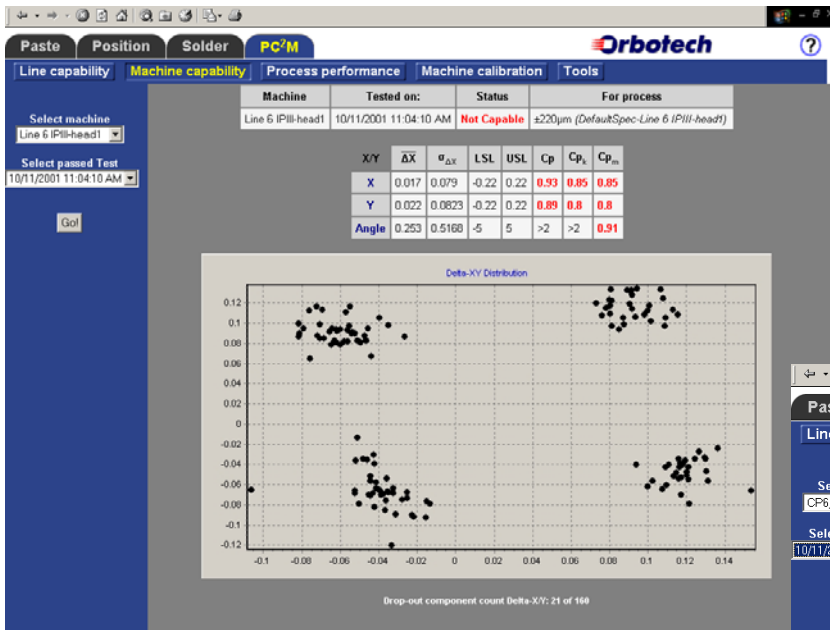 Paste Position Solder PC²M Orbotech ?
Line capability Machine capability Process performance Machine calibration Tools
Machine Tested on: Status For process
Line 6 IPIII-head1 10/11/2001 11:04:10 AM Not Capable ±220µm (DefaultSpec-Line 6 IPIII-head1)
Select machine
Line 6 IPIII-head1
Select passed Test
10/11/2001 11:04:10 AM
Go!
X/Y ΔX σΔX LSL USL Cp Cpk Cpm
X 0.017 0.079 -0.22 0.22 0.93 0.85 0.85
Y 0.022 0.0823 -0.22 0.22 0.89 0.8 0.8
Angle 0.253 0.5168 -5 5 >2 >2 0.91
Delta-XY Distribution
0.12
0.1
0.08
0.06
0.04
0.02
0
-0.02
-0.04
-0.06
-0.08
-0.1
-0.12
-0.1 -0.08 -0.06 -0.04 -0.02 0 0.02 0.04 0.06 0.08 0.1 0.12 0.14
Drop-out component count Delta-X/Y: 21 of 160
Pas
Line
Se
CP6_
Sele
10/11/2